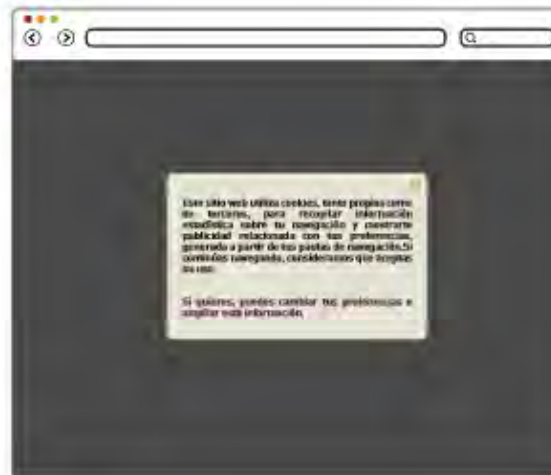 Este sitio web utiliza cookies, tanto propias como
de terceros, para recopilar información
estadística sobre tu navegación y mostrarte
publicidad relacionada con tus preferencias,
generada a partir de tus pautas de navegación. Si
continúas navegando, consideramos que aceptas
su uso.
Si quieres, puedes cambiar tus preferencias o
ampliar esta información.